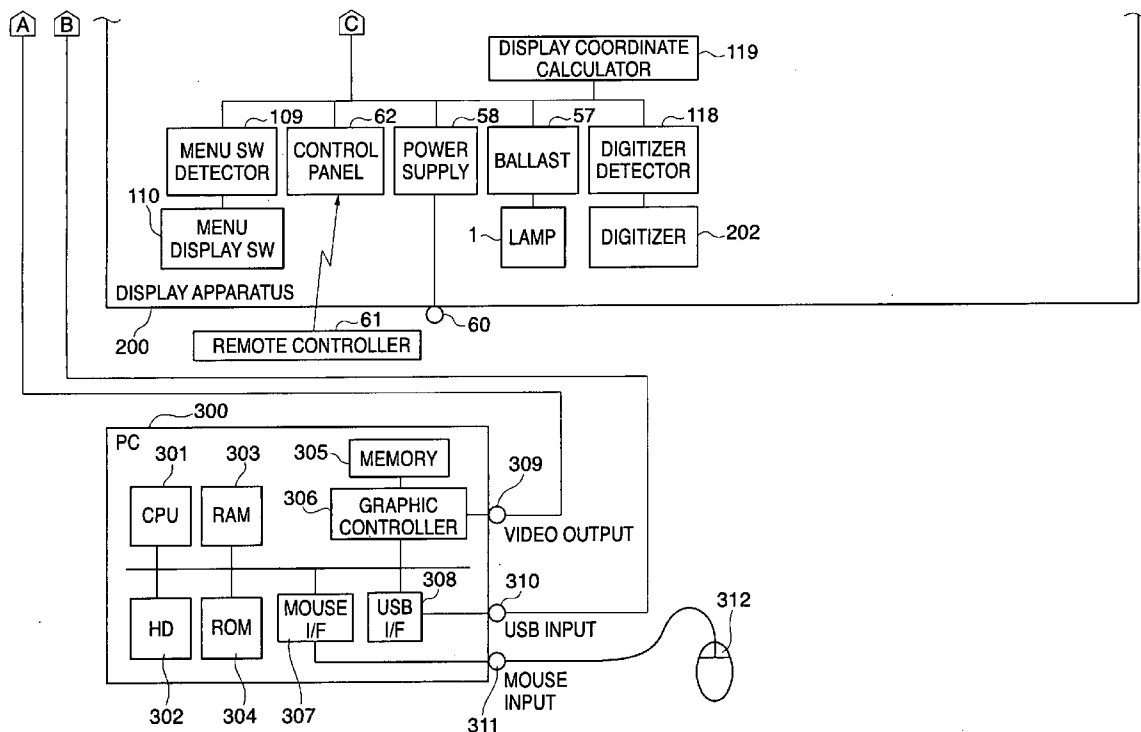 A
B
C
DISPLAY COORDINATE
CALCULATOR
119
109
62
58
57
118
MENU SW
DETECTOR
CONTROL
PANEL
POWER
SUPPLY
BALLAST
DIGITIZER
DETECTOR
110
MENU
DISPLAY SW
1
LAMP
DIGITIZER
202
DISPLAY APPARATUS
200
60
61
REMOTE CONTROLLER
300
PC
301
303
305
MEMORY
309
306
GRAPHIC
CONTROLLER
CPU
RAM
VIDEO OUTPUT
308
310
312
HD
ROM
MOUSE
I/F
USB
I/F
USB INPUT
302
304
307
311
MOUSE
INPUT